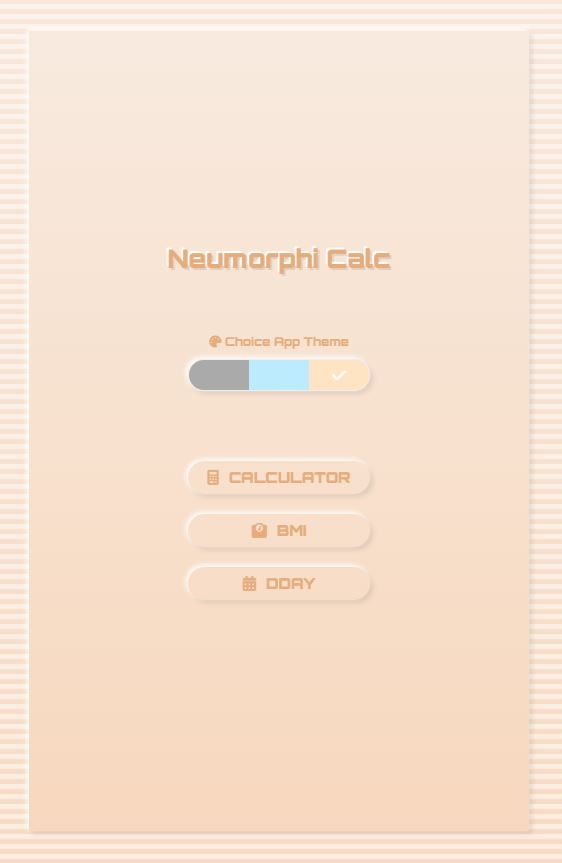 Neumorphi Calc
Choice App Theme
CALCULATOR
BMI
DDAY